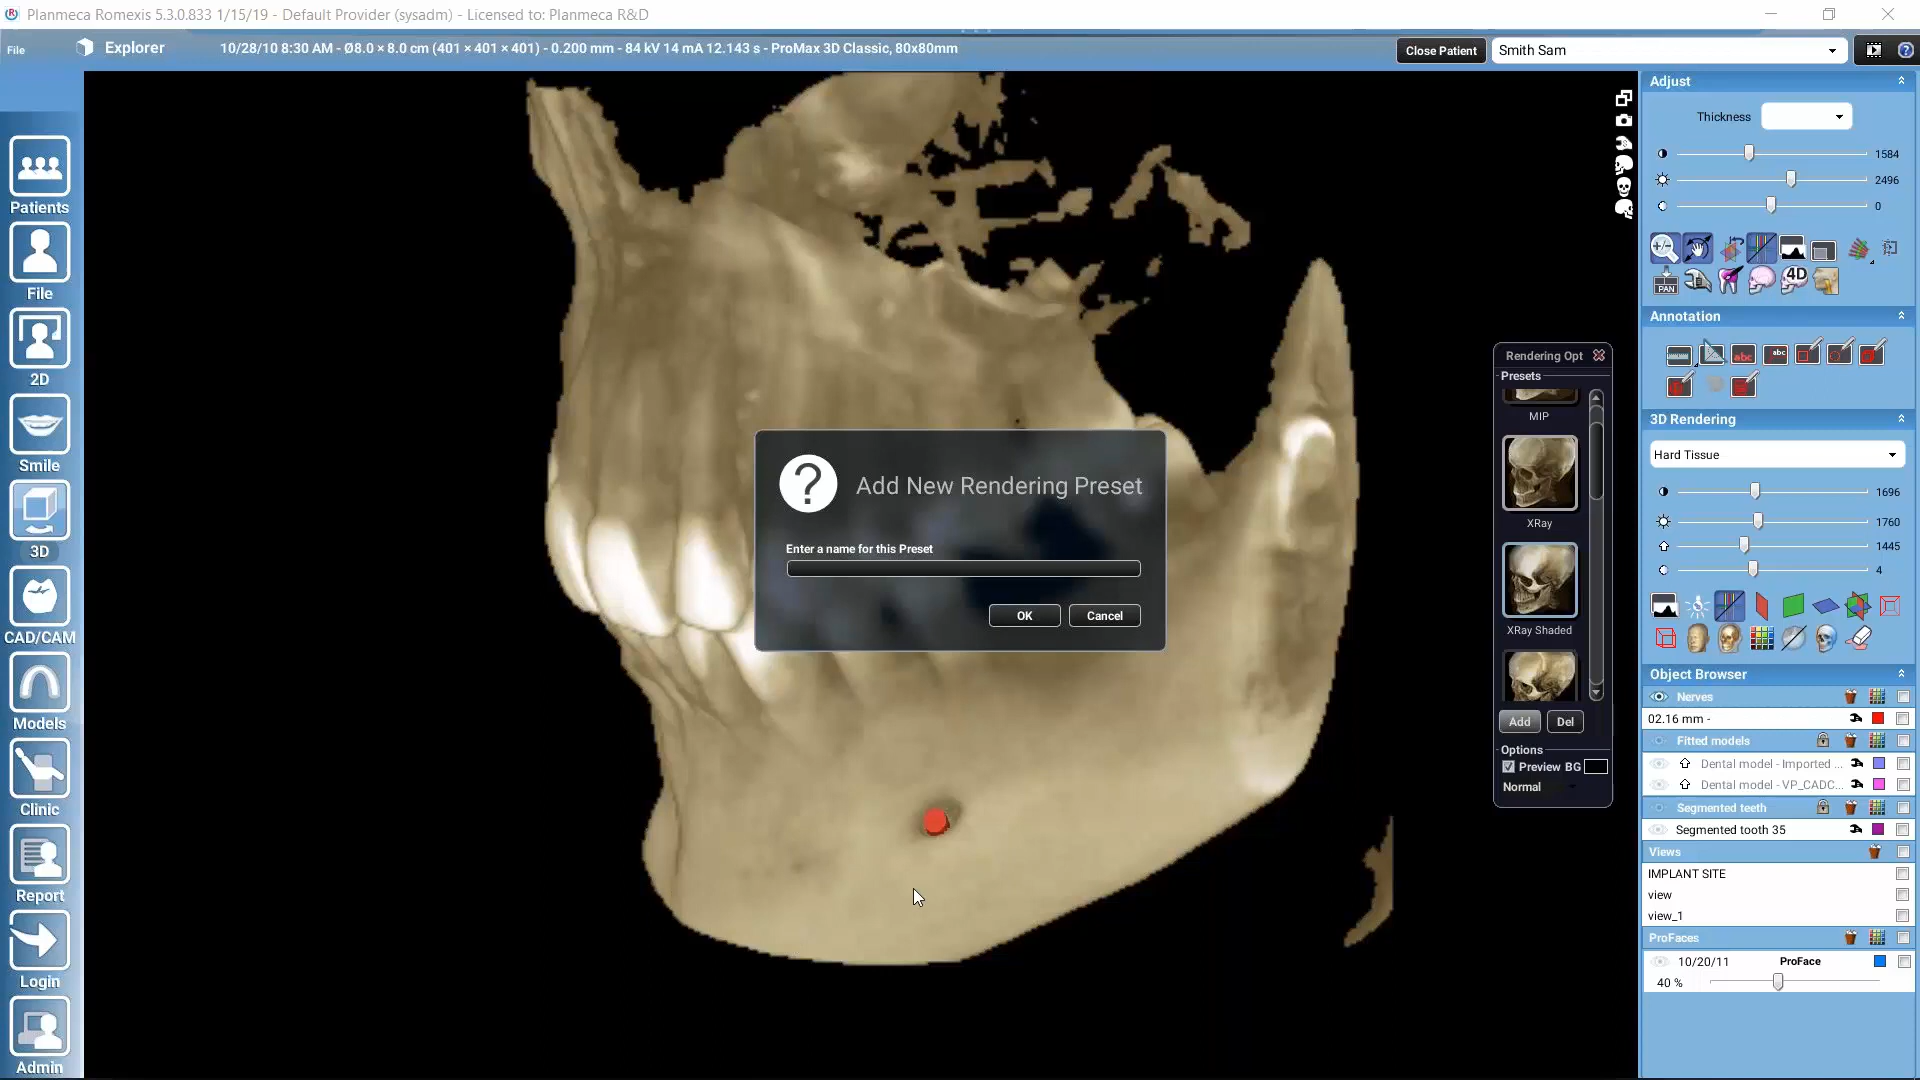 Planmeca Romexis 5.3.0.833 1/15/19 - Default Provider (sysadm) - Licensed to: Planmeca R&D
File
Explorer
10/28/10 8:30 AM - Ø8.0 × 8.0 cm (401 × 401 × 401) - 0.200 mm - 84 kV 14 mA 12.143 s - ProMax 3D Classic, 80x80mm
Close Patient
Smith Sam
Patients
File
2D
Smile
3D
CAD/CAM
Models
Clinic
Report
Login
Admin
Add New Rendering Preset
Enter a name for this Preset
OK
Cancel
Rendering Opt
Presets
MIP
XRay
XRay Shaded
Add
Del
Options
Preview BG
Normal
Adjust
Thickness
1584
2496
0
PAN
4D
Annotation
abc
abc
3D Rendering
Hard Tissue
1696
1760
1445
4
Object Browser
Nerves
02.16 mm -
Fitted models
Dental model - Imported ...
Dental model - VP_CADC...
Segmented teeth
Segmented tooth 35
Views
IMPLANT SITE
view
view_1
ProFaces
10/20/11 ProFace
40 %